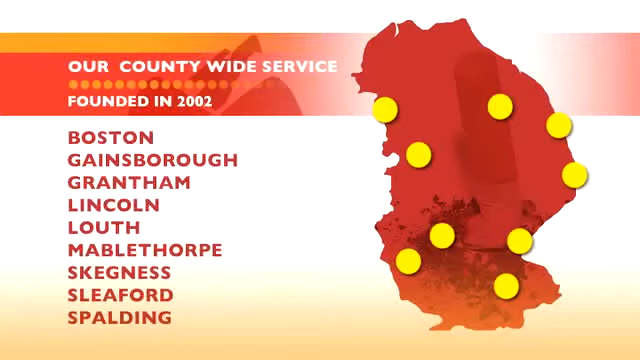 OUR COUNTY WIDE SERVICE
FOUNDED IN 2002
BOSTON
GAINSBOROUGH
GRANTHAM
LINCOLN
LOUTH
MABLETHORPE
SKEGNESS
SLEAFORD
SPALDING